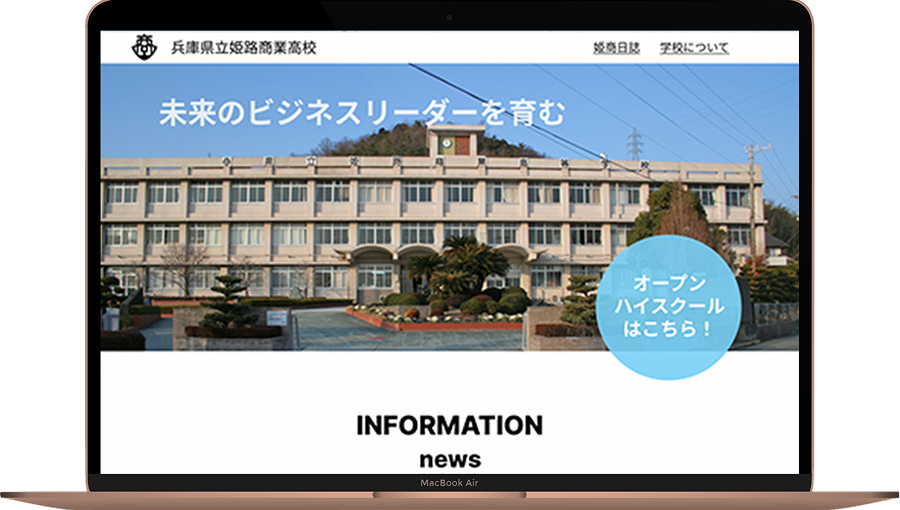 商
兵庫県立姫路商業高校
姫商日誌
学校について
未来のビジネスリーダーを育む
オープン
ハイスクール
はこちら！
INFORMATION
news
MacBook Air